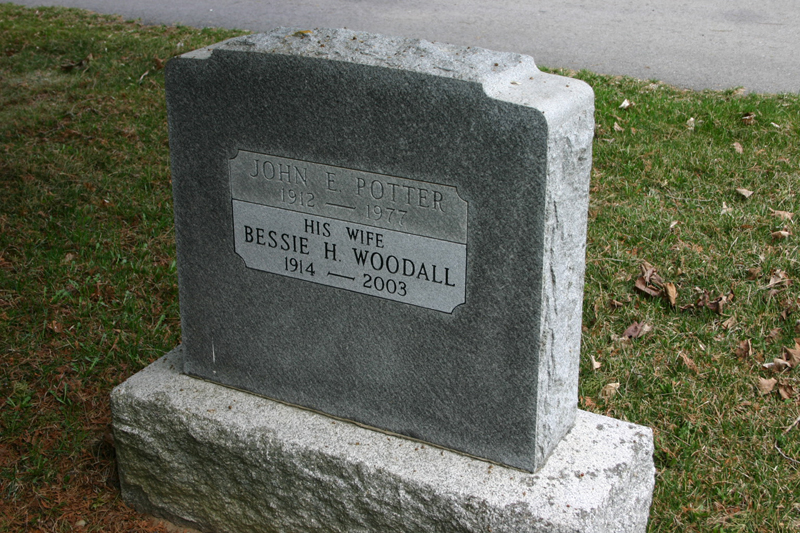 JOHN E. POTTER
1912 — 1977
HIS WIFE
BESSIE H. WOODALL
1914 — 2003